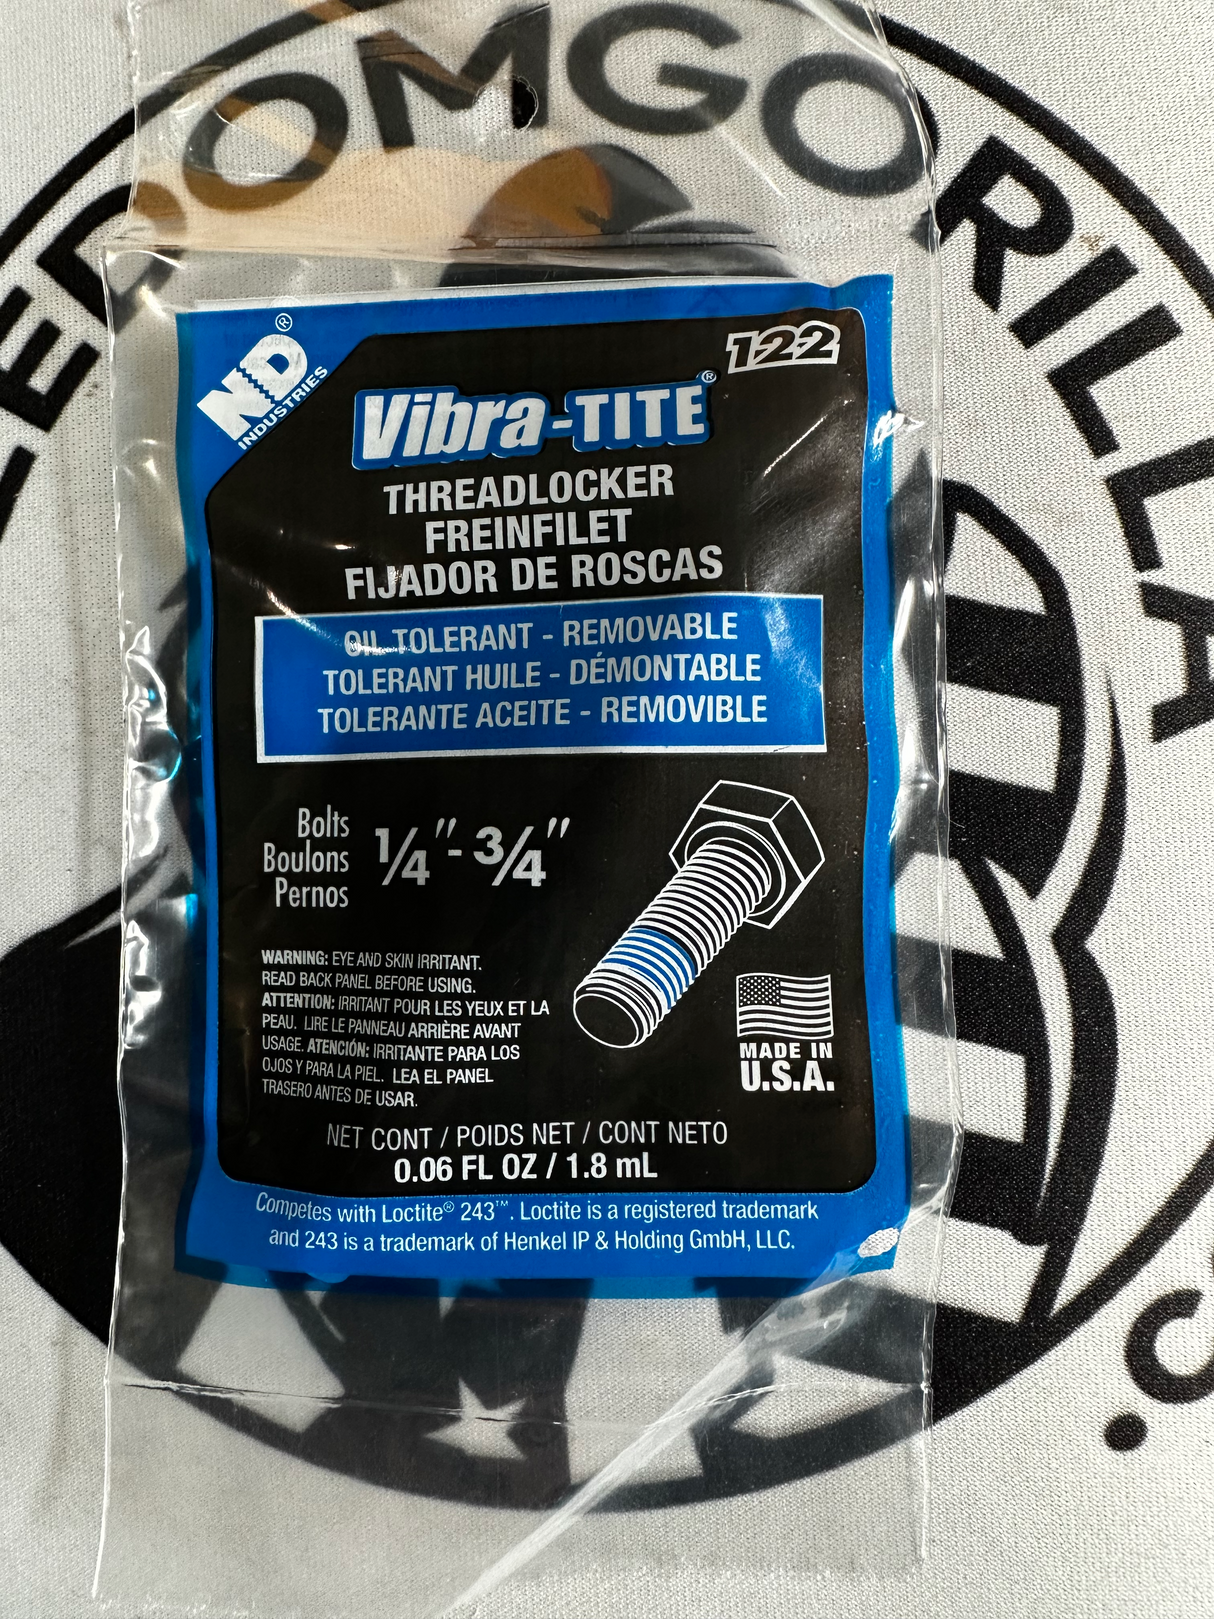 EEDOMGORILLA
ND®
INDUSTRIES
122
Vibra-TITE®
THREADLOCKER
FREINFILET
FIJADOR DE ROSCAS
OIL TOLERANT - REMOVABLE
TOLERANT HUILE - DÉMONTABLE
TOLERANTE ACEITE - REMOVIBLE
Bolts
Boulons
Pernos
1/4"- 3/4"
WARNING: EYE AND SKIN IRRITANT.
READ BACK PANEL BEFORE USING.
ATTENTION: IRRITANT POUR LES YEUX ET LA
PEAU. LIRE LE PANNEAU ARRIÈRE AVANT
USAGE. ATENCIÓN: IRRITANTE PARA LOS
OJOS Y PARA LA PIEL. LEA EL PANEL
TRASERO ANTES DE USAR.
MADE IN
U.S.A.
NET CONT / POIDS NET / CONT NETO
0.06 FL OZ / 1.8 mL
Competes with Loctite® 243™. Loctite is a registered trademark
and 243 is a trademark of Henkel IP & Holding GmbH, LLC.